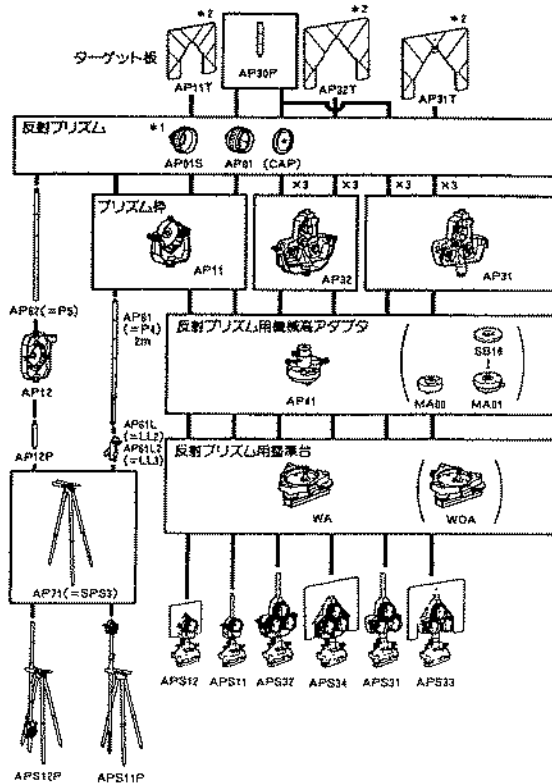 *2
*2
*2
ターゲット板
AP11T
AP30P
AP32T
AP31T
反射プリズム
*1
AP01S
AP01
(CAP)
×3
×3
×3
×3
プリズム枠
AP11
AP32
AP31
AP62(=P5)
AP61
(=P4)
2m
反射プリズム用機械高アダプタ
SB16
AP12
AP41
MA00
MA01
AP61L
(=LL2)
AP61L2
(=LL3)
AP12P
反射プリズム用整準台
WA
WOA
AP71(=SPS3)
APS12
APS11
APS32
APS34
APS31
APS33
APS12P
APS11P